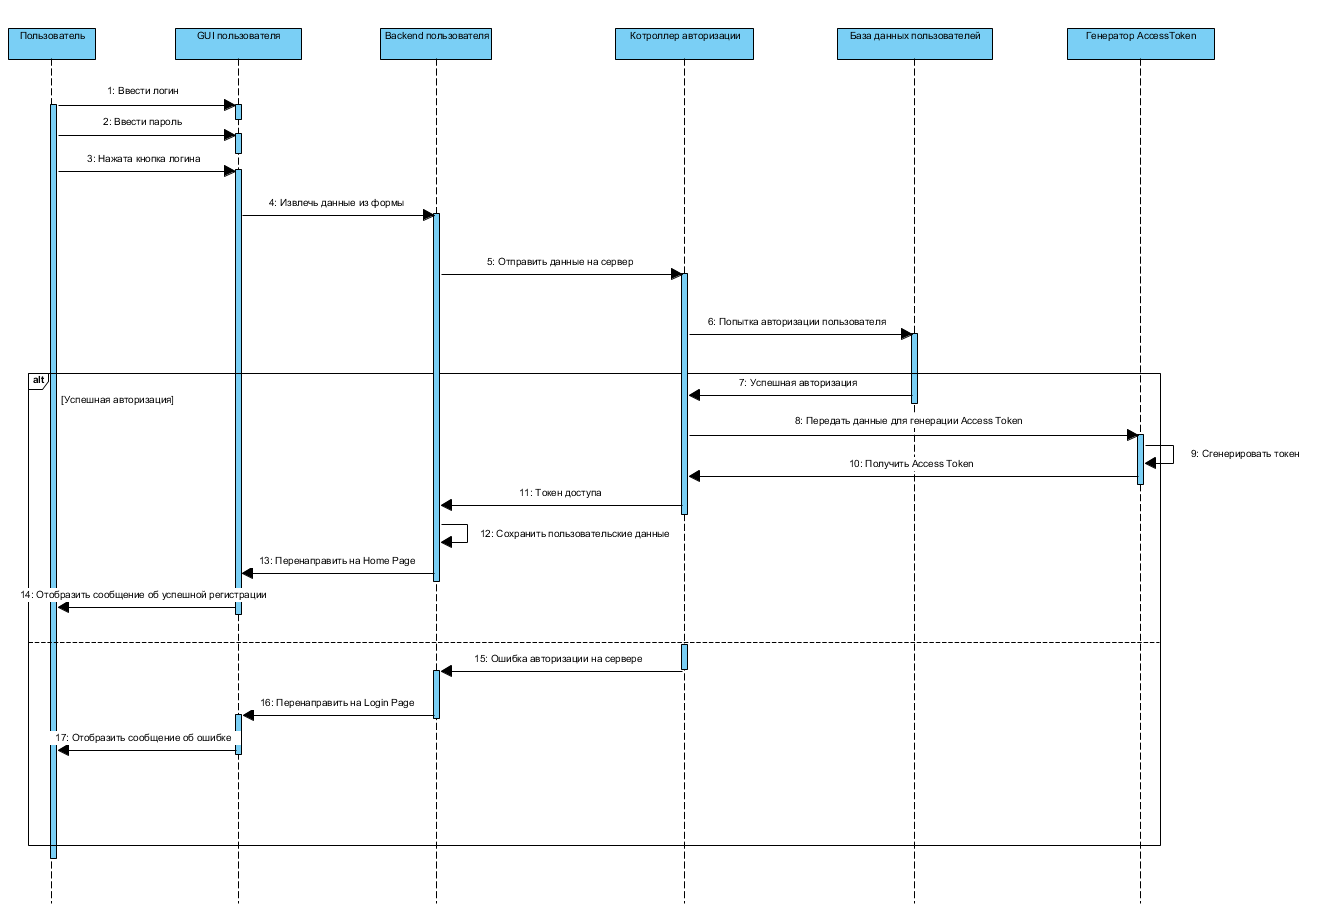 Пользователь
GUI пользователя
Backend пользователя
Котроллер авторизации
База данных пользователей
Генератор AccessToken
1: Ввести логин
2: Ввести пароль
3: Нажата кнопка логина
4: Извлечь данные из формы
5: Отправить данные на сервер
6: Попытка авторизации пользователя
alt
7: Успешная авторизация
[Успешная авторизация]
8: Передать данные для генерации Access Token
9: Сгенерировать токен
10: Получить Access Token
11: Токен доступа
12: Сохранить пользовательские данные
13: Перенаправить на Home Page
14: Отобразить сообщение об успешной регистрации
15: Ошибка авторизации на сервере
16: Перенаправить на Login Page
17: Отобразить сообщение об ошибке